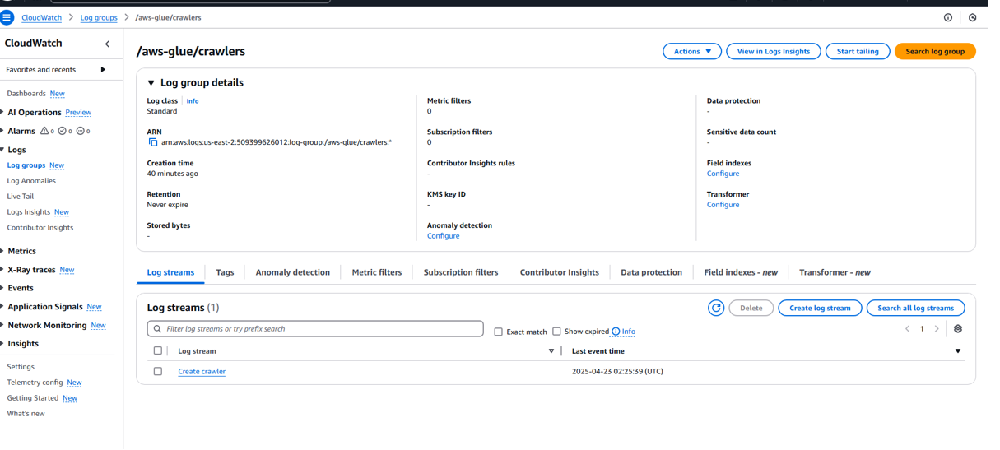 CloudWatch > Log groups > /aws-glue/crawlers
CloudWatch
Favorites and recents
Dashboards New
AI Operations Preview
Alarms 0 0 0
Logs
Log groups New
Log Anomalies
Live Tail
Logs Insights New
Contributor Insights
Metrics
X-Ray traces New
Events
Application Signals New
Network Monitoring New
Insights
Settings
Telemetry config New
Getting Started New
What's new
/aws-glue/crawlers
Actions
View in Logs Insights
Start tailing
Search log group
Log group details
Log class Info
Standard
ARN
arn:aws:logs:us-east-2:509399626012:log-group:/aws-glue/crawlers:*
Creation time
40 minutes ago
Retention
Never expire
Stored bytes
-
Metric filters
0
Subscription filters
0
Contributor Insights rules
-
KMS key ID
-
Anomaly detection
Configure
Data protection
-
Sensitive data count
-
Field indexes
Configure
Transformer
Configure
Log streams
Tags
Anomaly detection
Metric filters
Subscription filters
Contributor Insights
Data protection
Field indexes - new
Transformer - new
Log streams (1)
Delete
Create log stream
Search all log streams
Filter log streams or try prefix search
Exact match
Show expired
Info
< 1 >
Log stream
Last event time
Create crawler
2025-04-23 02:25:39 (UTC)